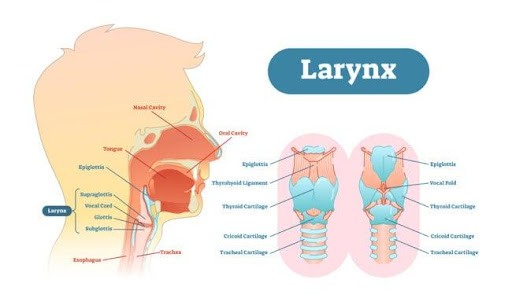 Larynx
Nasal Cavity
Oral Cavity
Tongue
Epiglottis
Supraglottis
Vocal Cord
Larynx
Glottis
Subglottis
Esophagus
Trachea
Epiglottis
Thyrohyoid Ligament
Thyroid Cartilage
Cricoid Cartilage
Tracheal Cartilage
Epiglottis
Vocal Fold
Thyroid Cartilage
Cricoid Cartilage
Tracheal Cartilage